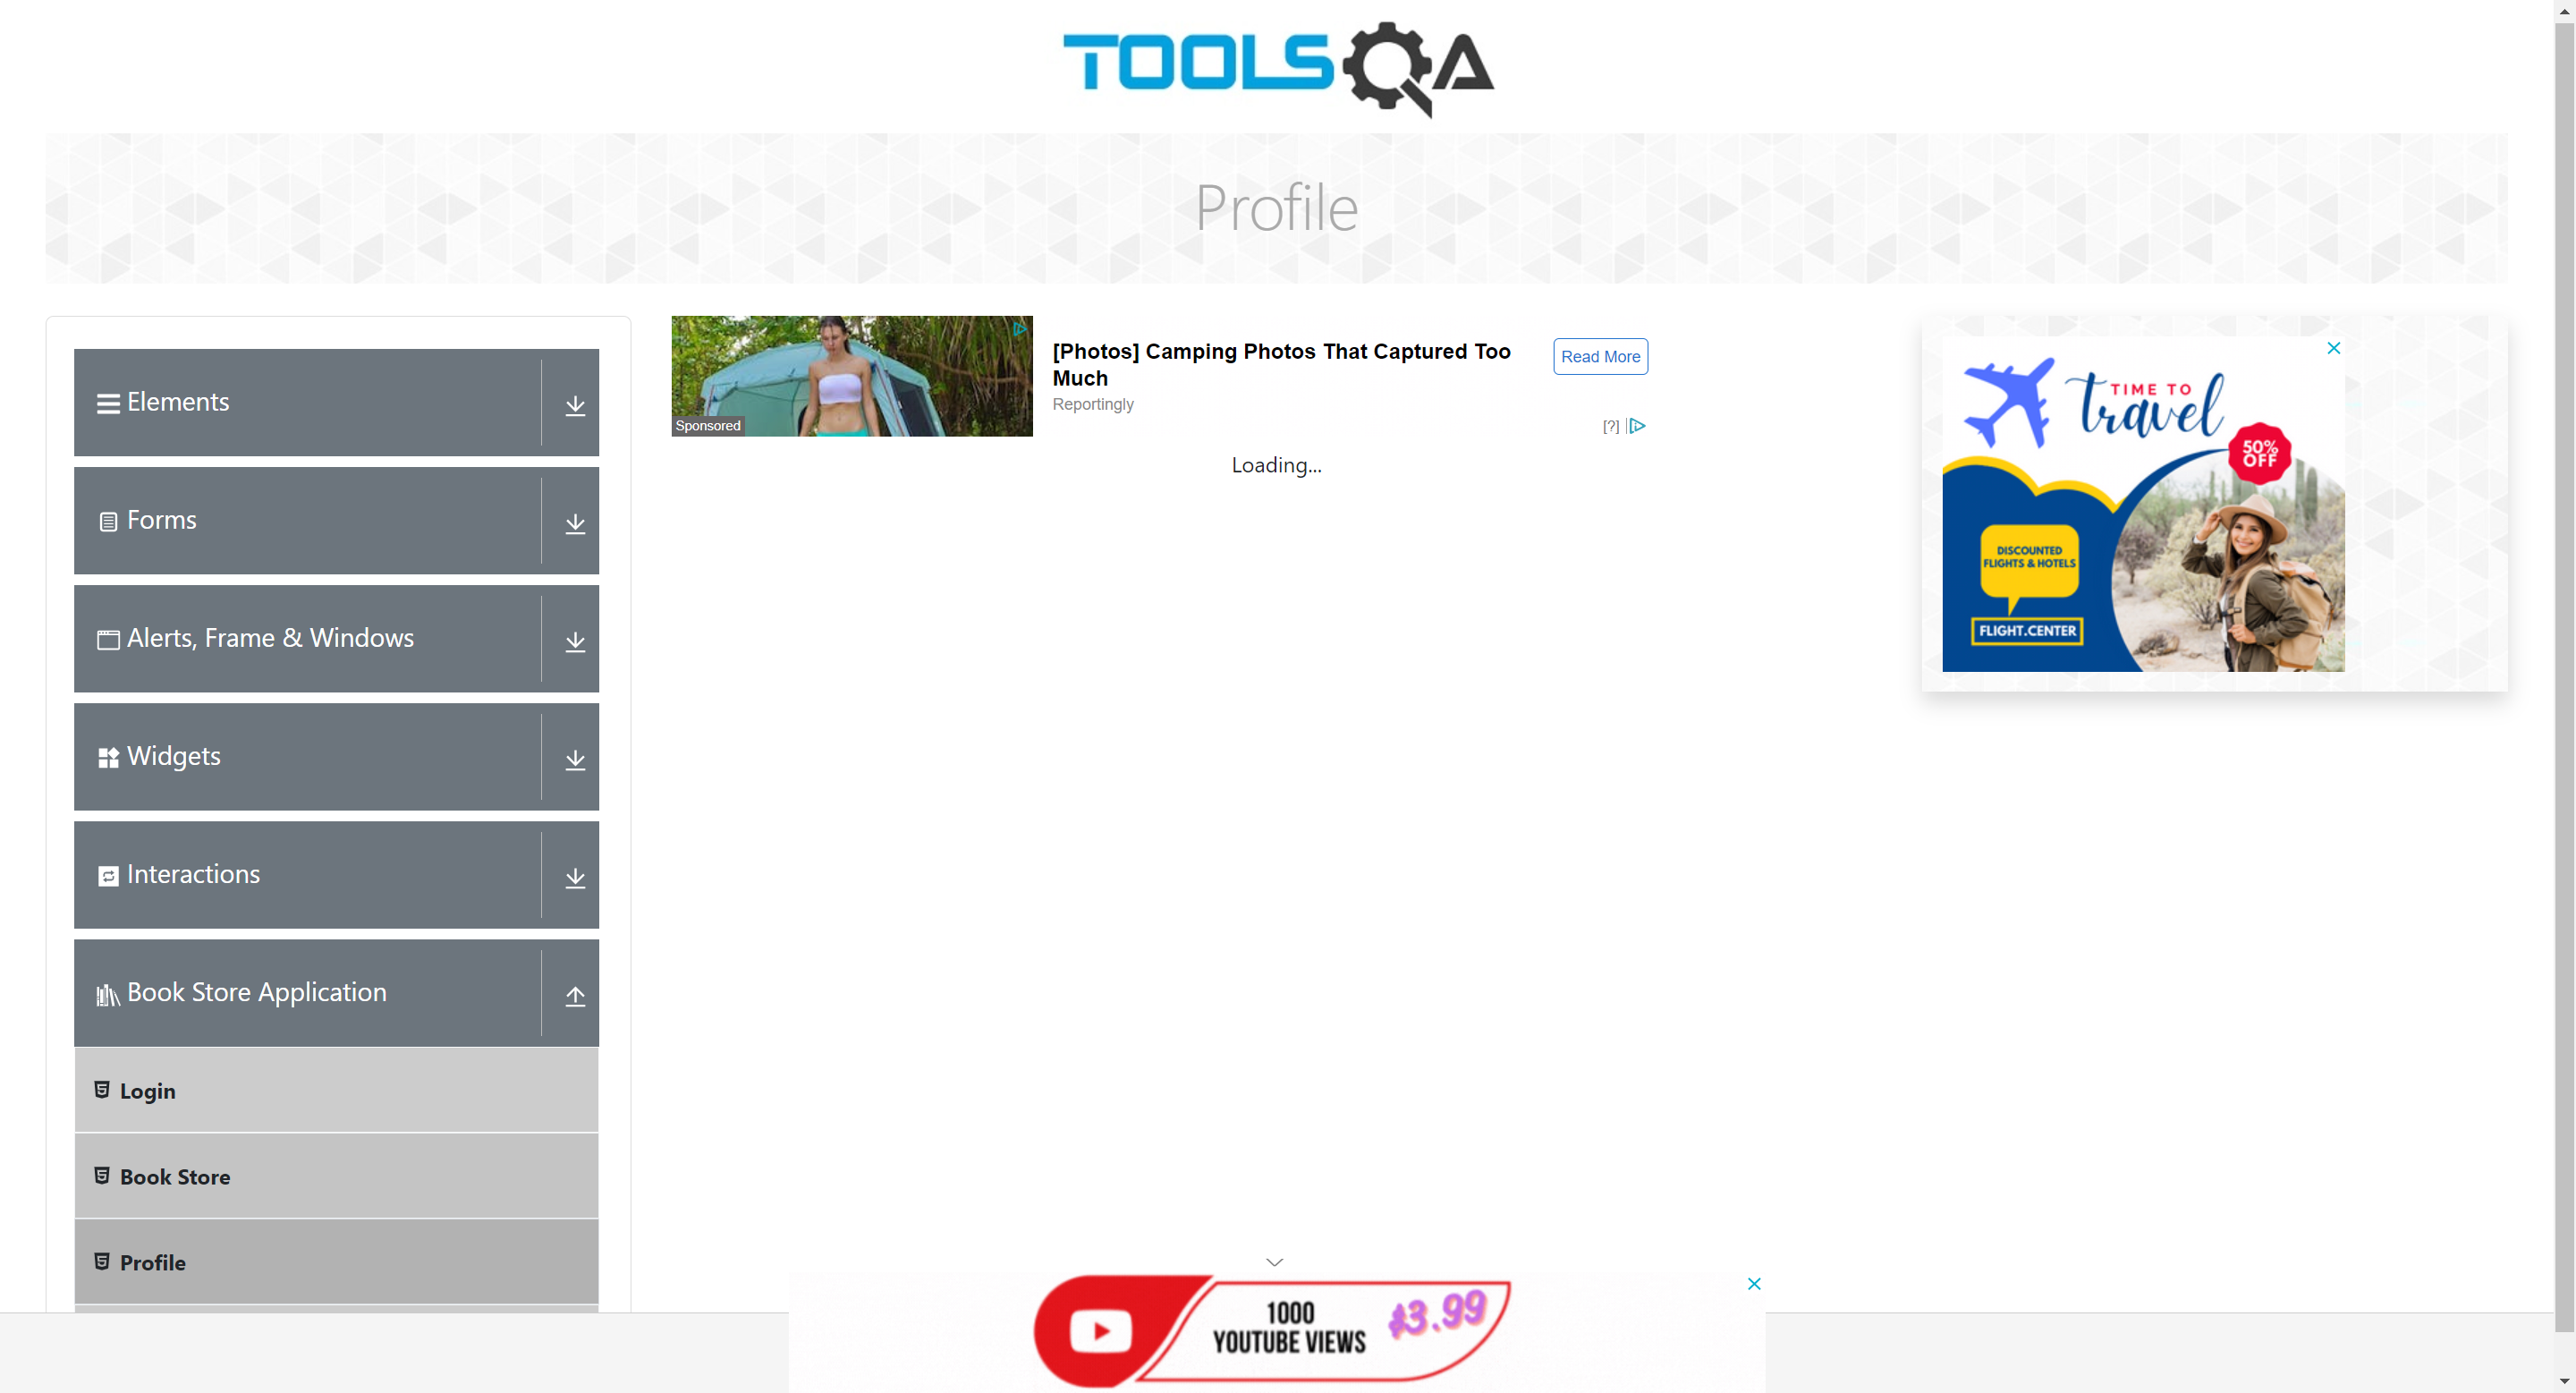 TOOLSQA
Profile
Elements
Forms
Alerts, Frame & Windows
Widgets
Interactions
Book Store Application
Login
Book Store
Profile
Sponsored
[Photos] Camping Photos That Captured Too
Much
Reportingly
Read More
[?]
Loading...
TIME TO
travel
50%
OFF
DISCOUNTED
FLIGHTS & HOTELS
FLIGHT.CENTER
1000
YOUTUBE VIEWS
$3.99